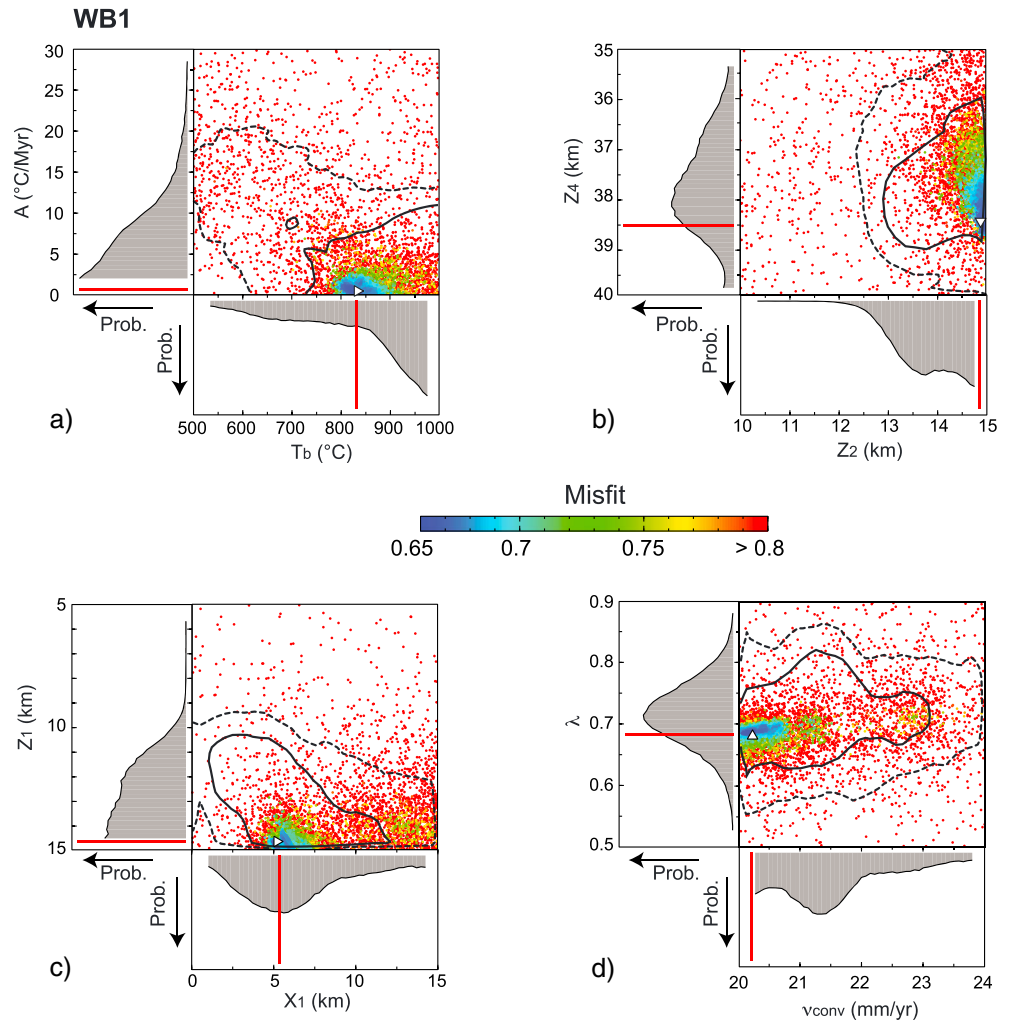 WB1
30
25
20
15
10
5
0
A (°C/Myr)
Prob.
Prob.
a)
500 600 700 800 900 1000
Tb (°C)
35
36
37
38
39
40
Z4 (km)
Prob.
Prob.
b)
10 11 12 13 14 15
Z2 (km)
Misfit
0.65 0.7 0.75 > 0.8
5
10
15
Z1 (km)
Prob.
Prob.
c)
0 5 10 15
X1 (km)
0.9
0.8
0.7
0.6
0.5
λ
Prob.
Prob.
d)
20 21 22 23 24
νconv (mm/yr)